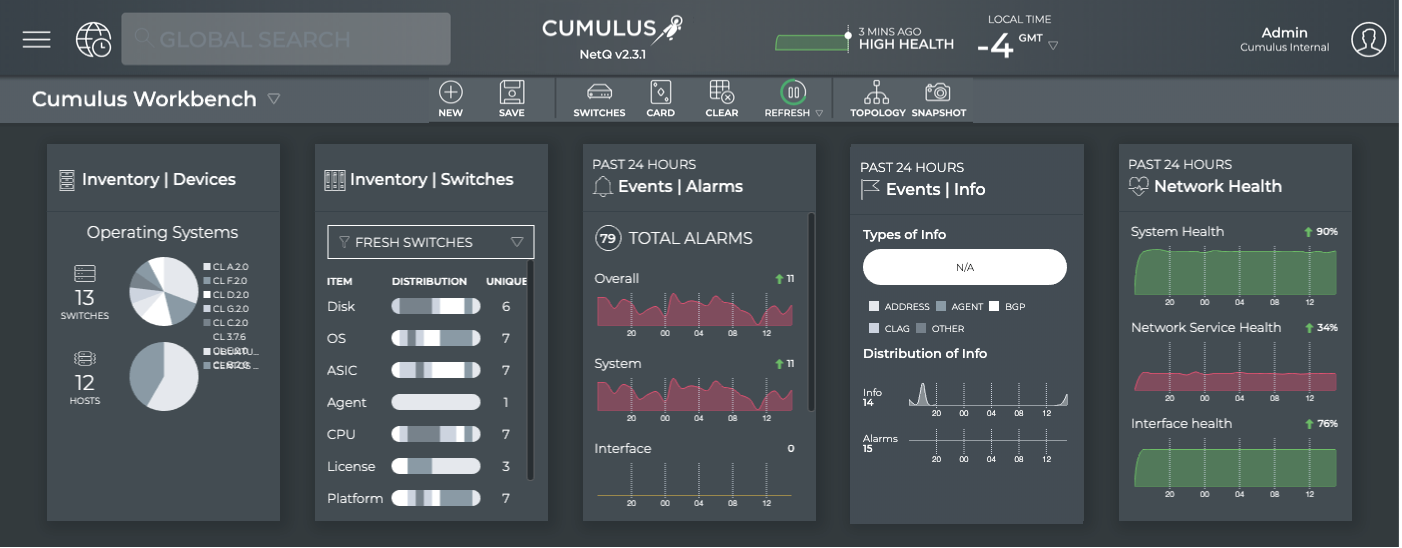 GLOBAL SEARCH
CUMULUS
NetQ v2.3.1
3 MINS AGO
HIGH HEALTH
LOCAL TIME
-4 GMT
Admin
Cumulus Internal
Cumulus Workbench
NEW
SAVE
SWITCHES
CARD
CLEAR
REFRESH
TOPOLOGY
SNAPSHOT
Inventory | Devices
Operating Systems
13
SWITCHES
CL A.2.0
CL F.2.0
CL D.2.0
CL G.2.0
CL C.2.0
CL 3.7.6
12
HOSTS
Inventory | Switches
FRESH SWITCHES
ITEM DISTRIBUTION UNIQUE
Disk 6
OS 7
ASIC 7
Agent 1
CPU 7
License 3
Platform 7
PAST 24 HOURS
Events | Alarms
79 TOTAL ALARMS
Overall 11
20 00 04 08 12
System 11
20 00 04 08 12
Interface 0
20 00 04 08 12
PAST 24 HOURS
Events | Info
Types of Info
N/A
ADDRESS AGENT BGP
CLAG OTHER
Distribution of Info
Info
14
20 00 04 08 12
Alarms
15
20 00 04 08 12
PAST 24 HOURS
Network Health
System Health 90%
20 00 04 08 12
Network Service Health 34%
20 00 04 08 12
Interface health 76%
20 00 04 08 12